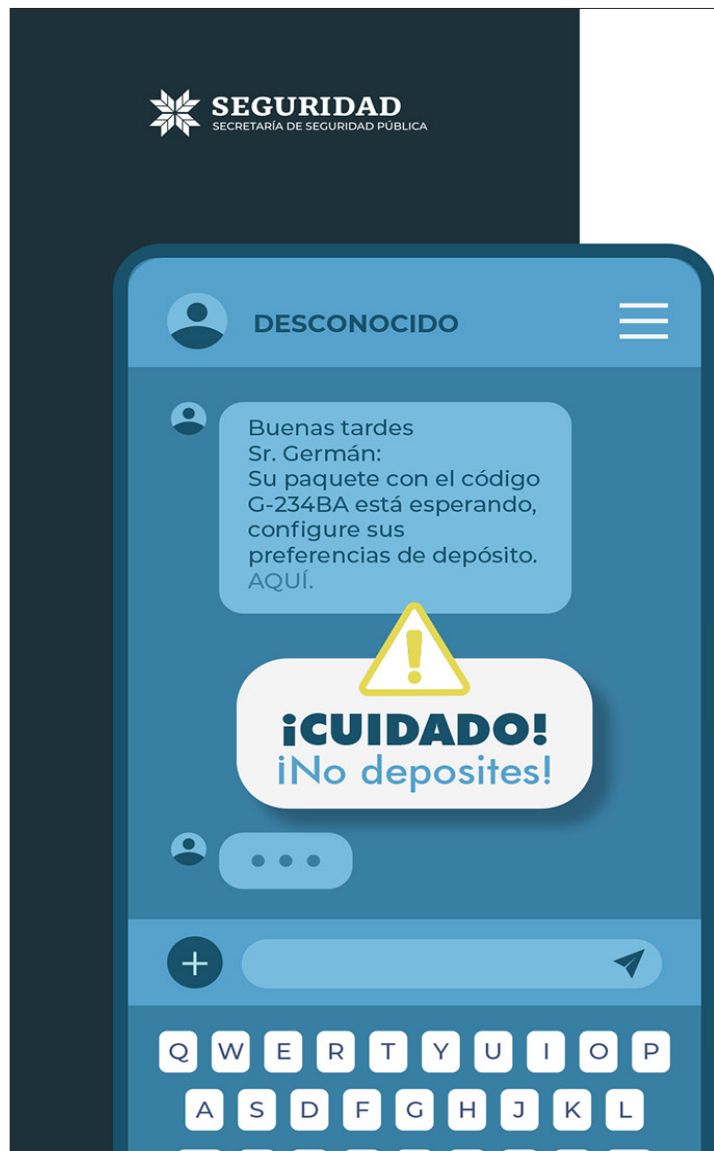 SEGURIDAD
SECRETARÍA DE SEGURIDAD PÚBLICA
DESCONOCIDO
Buenas tardes
Sr. Germán:
Su paquete con el código
G-234BA está esperando,
configure sus
preferencias de depósito.
AQUÍ.
¡CUIDADO!
¡No deposites!
Q W E R T Y U I O P
A S D F G H J K L